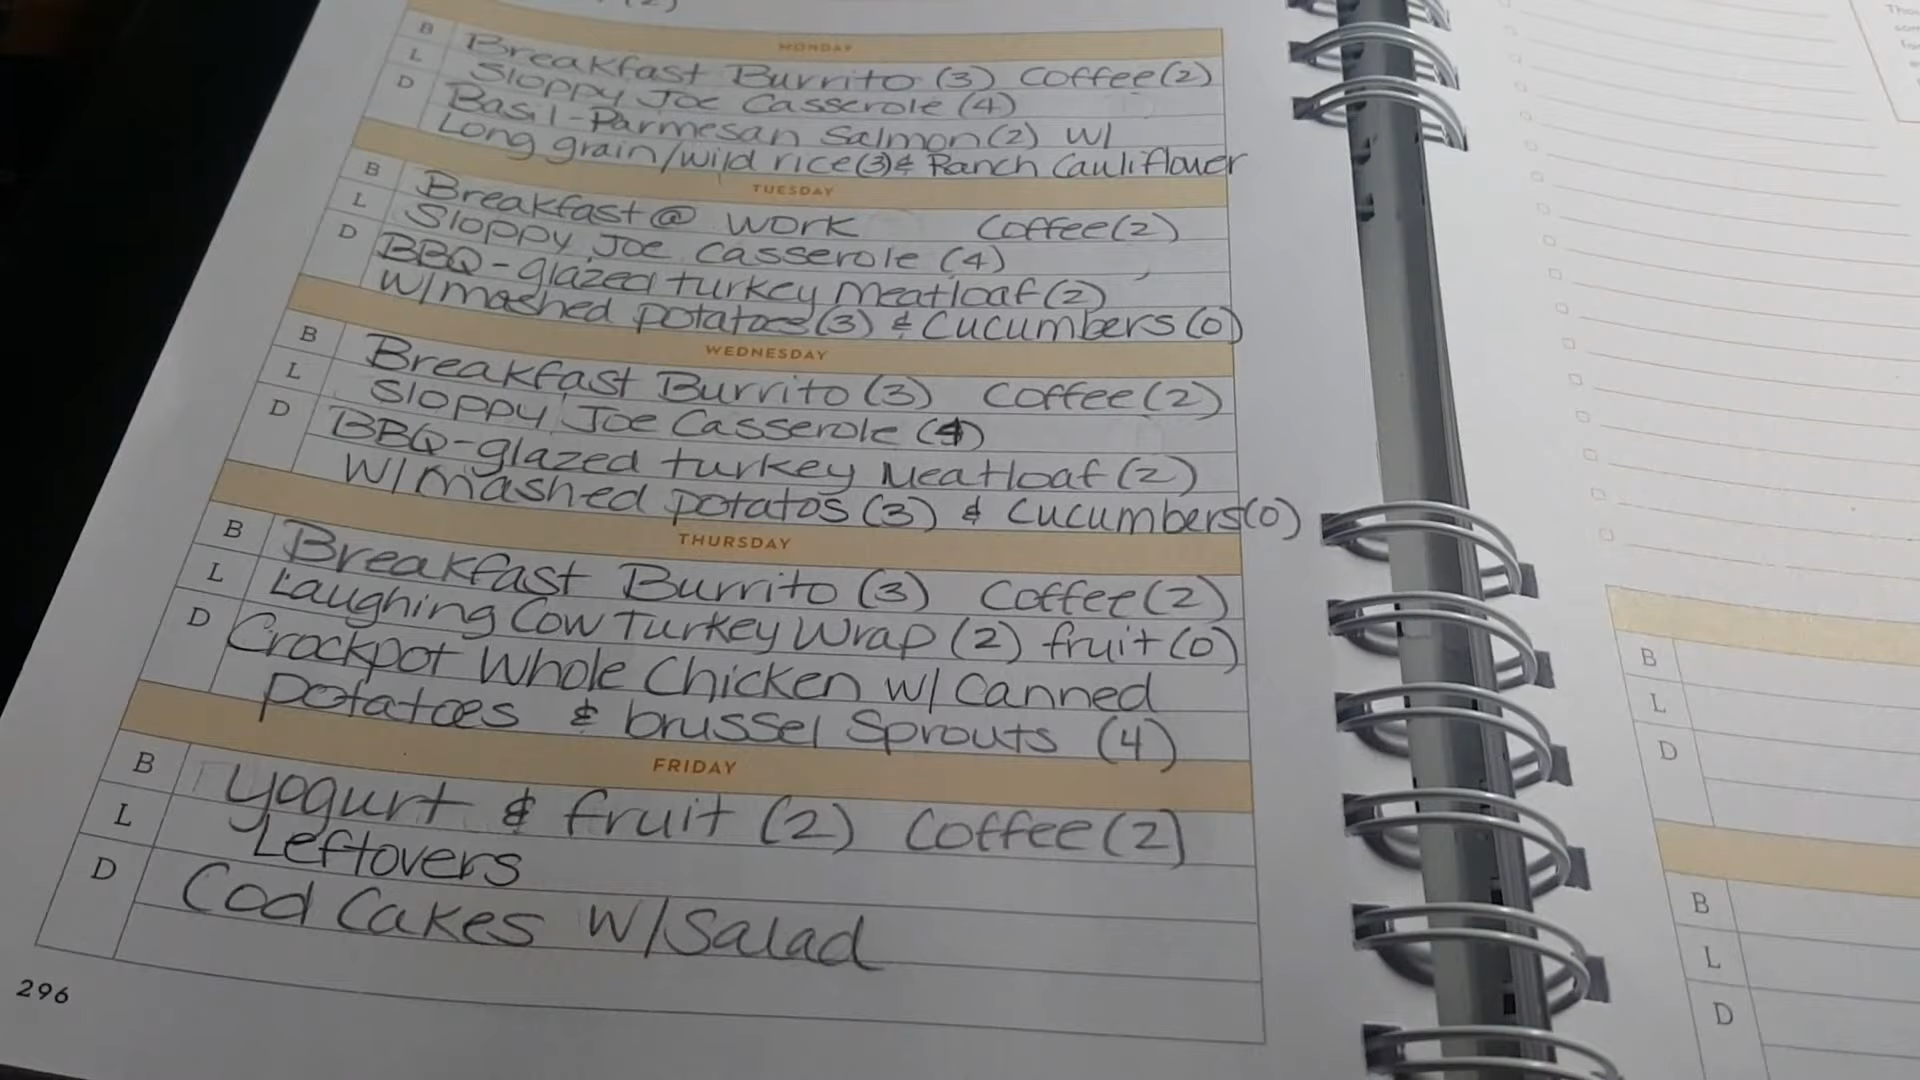 (2)
MONDAY
B Breakfast Burrito (3) Coffee (2)
L Sloppy Joe Casserole (4)
D Basil-Parmesan Salmon (2) W/
Long grain/wild rice (3) & Ranch Cauliflower
TUESDAY
B Breakfast @ work Coffee (2)
L Sloppy Joe Casserole (4)
D BBQ-glazed turkey Meatloaf (2)
W/mashed potatoes (3) & Cucumbers (0)
WEDNESDAY
B Breakfast Burrito (3) Coffee (2)
L Sloppy Joe Casserole (4)
D BBQ-glazed turkey Meatloaf (2)
W/mashed potatos (3) & Cucumbers (0)
THURSDAY
B Breakfast Burrito (3) Coffee (2)
L Laughing Cow Turkey Wrap (2) fruit (0)
D Crockpot Whole Chicken w/ Canned
potatoes & brussel Sprouts (4)
FRIDAY
B yogurt & fruit (2) Coffee (2)
L Leftovers
D Cod Cakes W/Salad
296
B
L
D
B
L
D